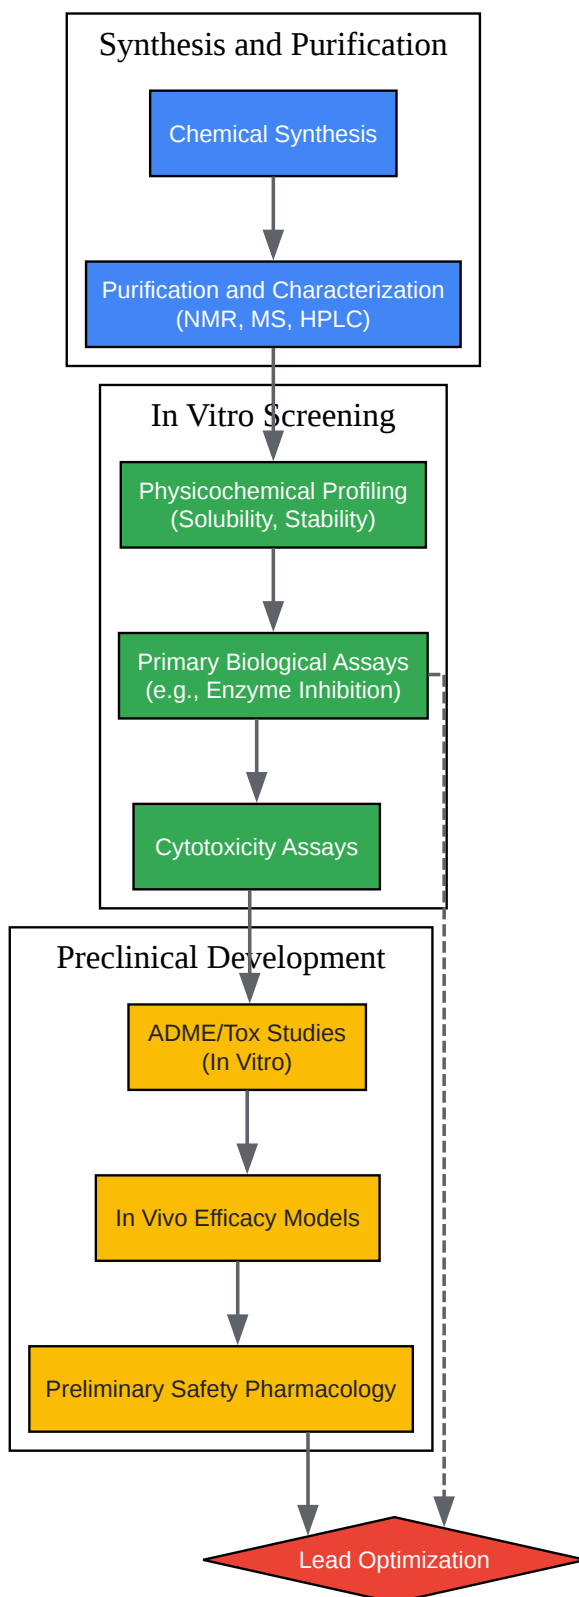 Synthesis and Purification
Chemical Synthesis
Purification and Characterization
(NMR, MS, HPLC)
In Vitro Screening
Physicochemical Profiling
(Solubility, Stability)
Primary Biological Assays
(e.g., Enzyme Inhibition)
Cytotoxicity Assays
Preclinical Development
ADME/Tox Studies
(In Vitro)
In Vivo Efficacy Models
Preliminary Safety Pharmacology
Lead Optimization